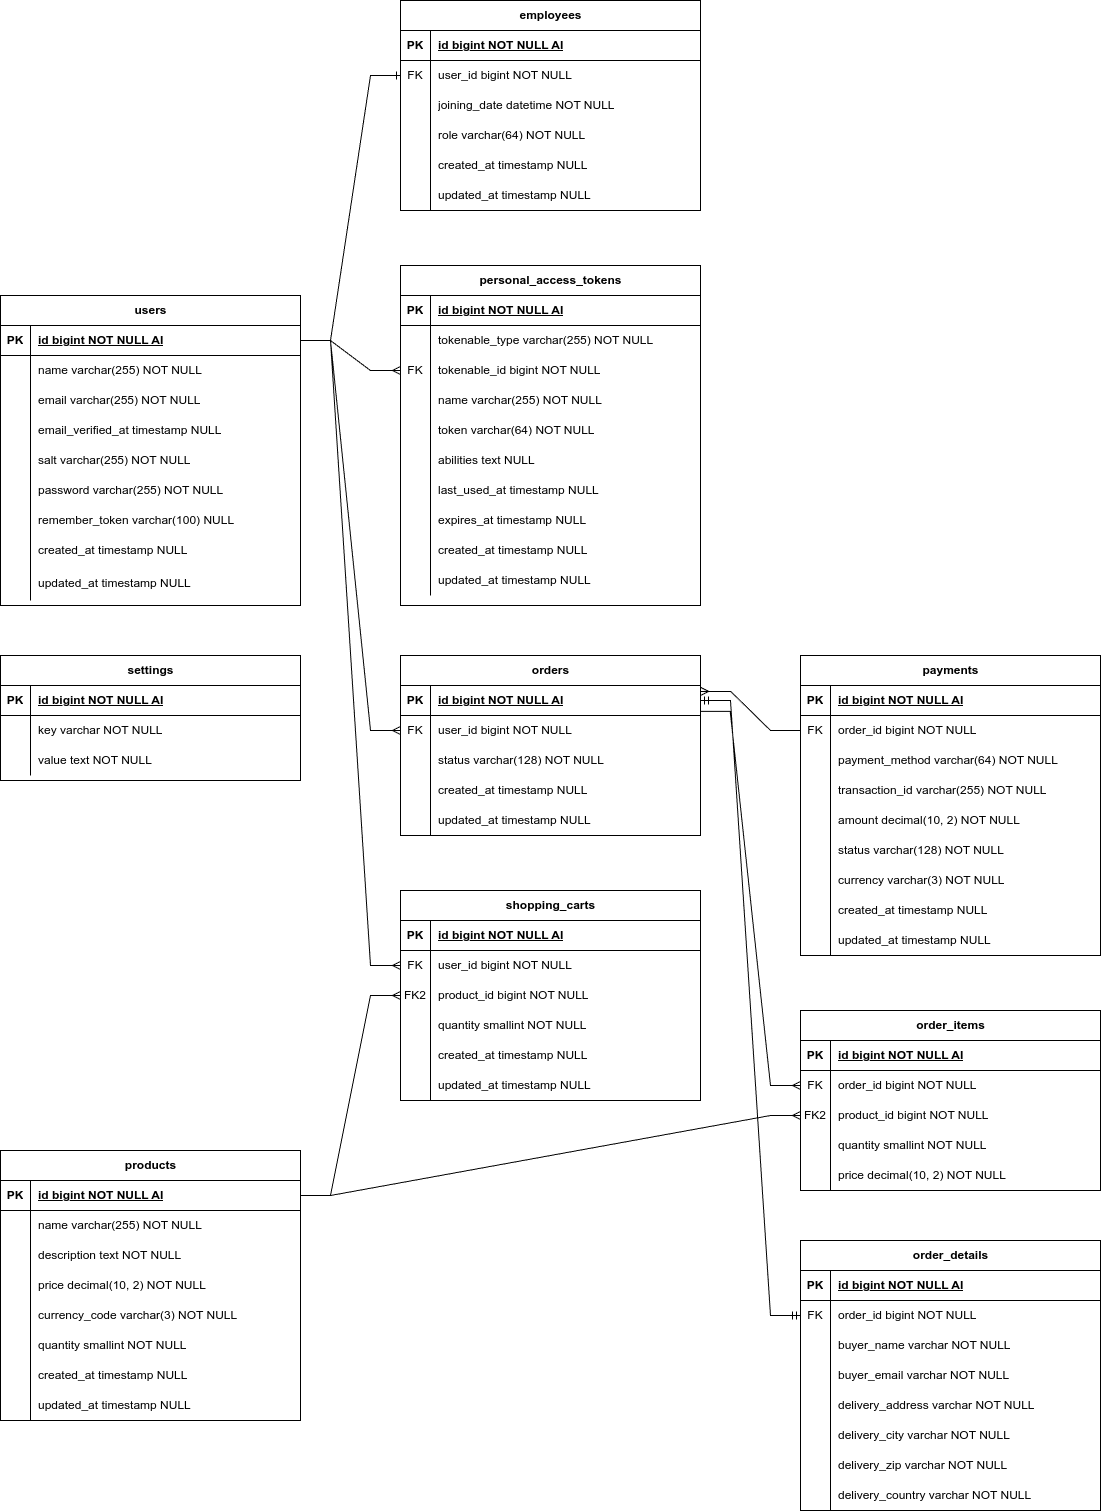 employees
PK id bigint NOT NULL AI
FK user_id bigint NOT NULL
joining_date datetime NOT NULL
role varchar(64) NOT NULL
created_at timestamp NULL
updated_at timestamp NULL
personal_access_tokens
PK id bigint NOT NULL AI
tokenable_type varchar(255) NOT NULL
FK tokenable_id bigint NOT NULL
name varchar(255) NOT NULL
token varchar(64) NOT NULL
abilities text NULL
last_used_at timestamp NULL
expires_at timestamp NULL
created_at timestamp NULL
updated_at timestamp NULL
users
PK id bigint NOT NULL AI
name varchar(255) NOT NULL
email varchar(255) NOT NULL
email_verified_at timestamp NULL
salt varchar(255) NOT NULL
password varchar(255) NOT NULL
remember_token varchar(100) NULL
created_at timestamp NULL
updated_at timestamp NULL
settings
PK id bigint NOT NULL AI
key varchar NOT NULL
value text NOT NULL
orders
PK id bigint NOT NULL AI
FK user_id bigint NOT NULL
status varchar(128) NOT NULL
created_at timestamp NULL
updated_at timestamp NULL
payments
PK id bigint NOT NULL AI
FK order_id bigint NOT NULL
payment_method varchar(64) NOT NULL
transaction_id varchar(255) NOT NULL
amount decimal(10, 2) NOT NULL
status varchar(128) NOT NULL
currency varchar(3) NOT NULL
created_at timestamp NULL
updated_at timestamp NULL
shopping_carts
PK id bigint NOT NULL AI
FK user_id bigint NOT NULL
FK2 product_id bigint NOT NULL
quantity smallint NOT NULL
created_at timestamp NULL
updated_at timestamp NULL
order_items
PK id bigint NOT NULL AI
FK order_id bigint NOT NULL
FK2 product_id bigint NOT NULL
quantity smallint NOT NULL
price decimal(10, 2) NOT NULL
products
PK id bigint NOT NULL AI
name varchar(255) NOT NULL
description text NOT NULL
price decimal(10, 2) NOT NULL
currency_code varchar(3) NOT NULL
quantity smallint NOT NULL
created_at timestamp NULL
updated_at timestamp NULL
order_details
PK id bigint NOT NULL AI
FK order_id bigint NOT NULL
buyer_name varchar NOT NULL
buyer_email varchar NOT NULL
delivery_address varchar NOT NULL
delivery_city varchar NOT NULL
delivery_zip varchar NOT NULL
delivery_country varchar NOT NULL